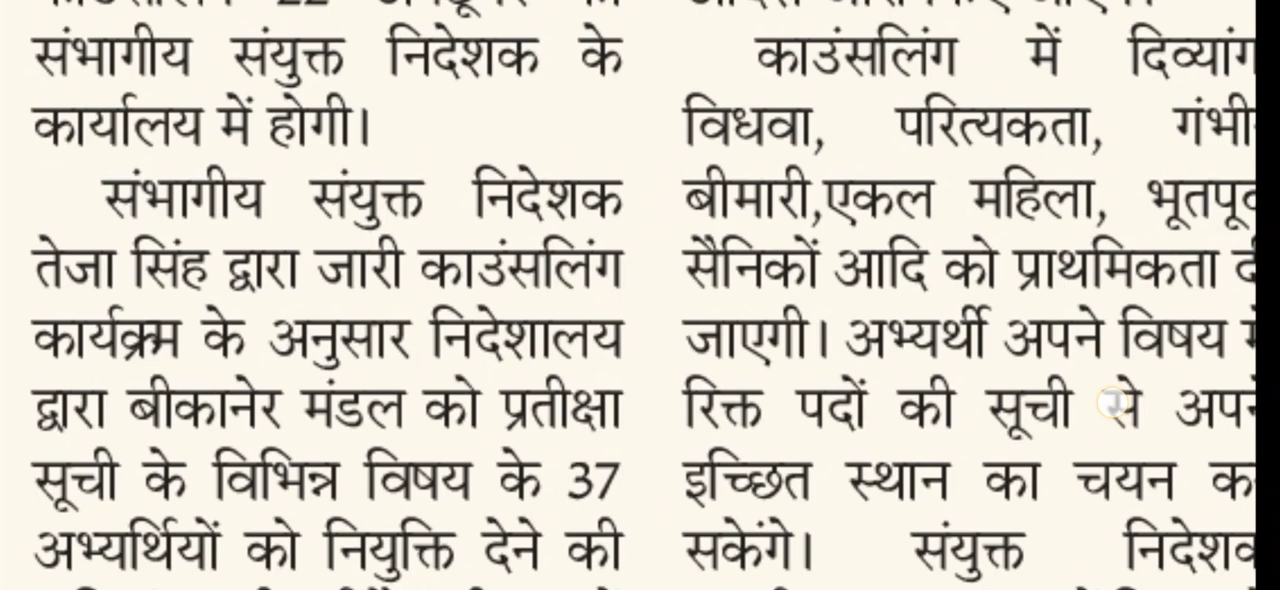 संभागीय संयुक्त निदेशक के
कार्यालय में होगी।
संभागीय संयुक्त निदेशक
तेजा सिंह द्वारा जारी काउंसलिंग
कार्यक्रम के अनुसार निदेशालय
द्वारा बीकानेर मंडल को प्रतीक्षा
सूची के विभिन्न विषय के 37
अभ्यर्थियों को नियुक्ति देने की
काउंसलिंग में दिव्यांग
विधवा, परित्यकता,
बीमारी,एकल महिला,
सैनिकों आदि को प्राथमिकता
जाएगी। अभ्यर्थी अपने विषय
रिक्त पदों की सूची से
इच्छित स्थान का चयन
सकेंगे। संयुक्त